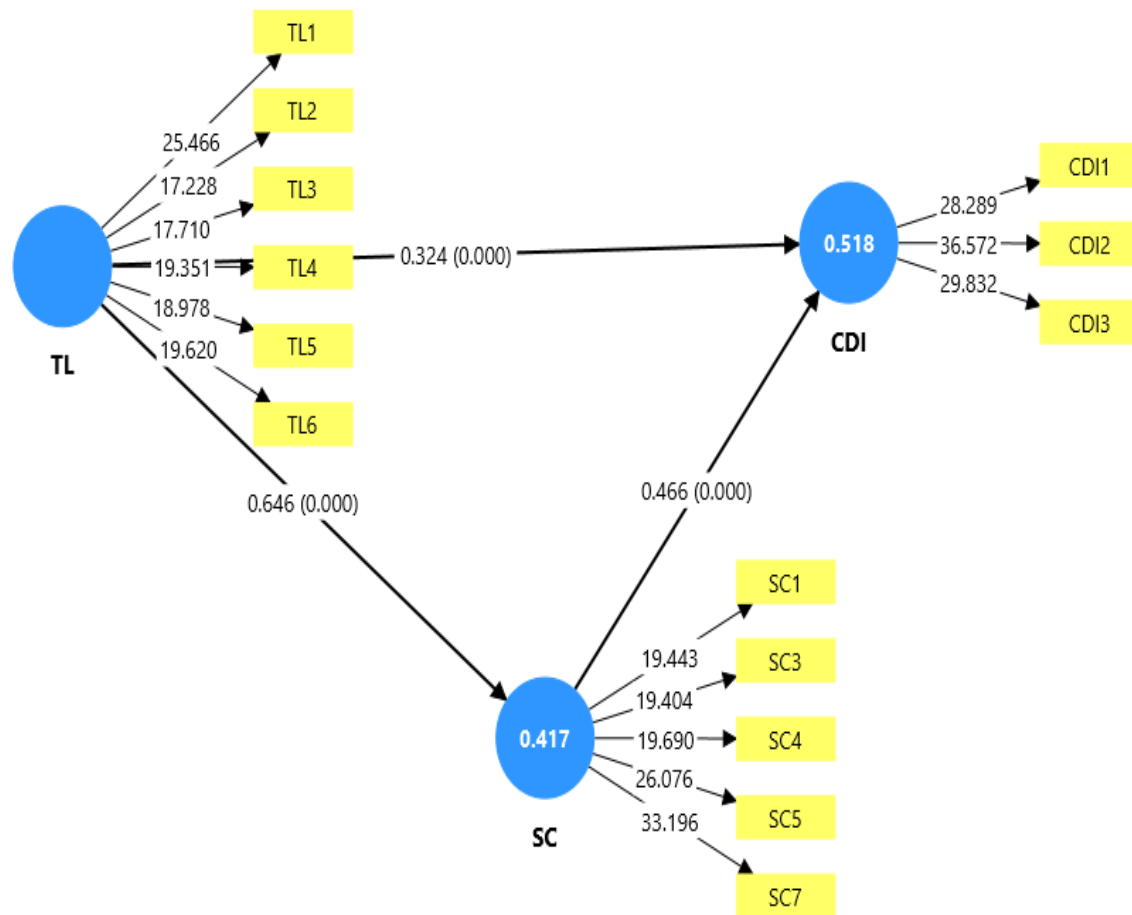 TL1
25.466
TL2
17.228
TL3
17.710
TL4
19.351
TL5
18.978
TL6
19.620
TL
0.324 (0.000)
0.518
CDI
CDI1
28.289
CDI2
36.572
CDI3
29.832
0.646 (0.000)
0.466 (0.000)
0.417
SC
SC1
19.443
SC3
19.404
SC4
19.690
SC5
26.076
SC7
33.196